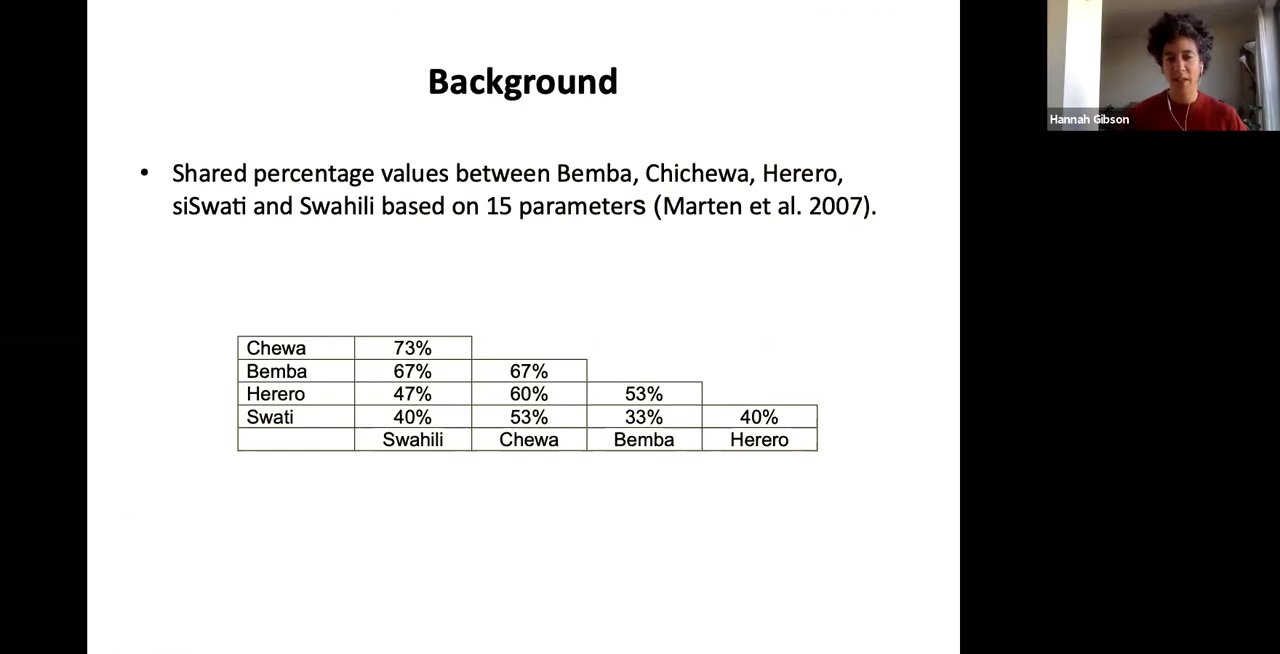 Background
• Shared percentage values between Bemba, Chichewa, Herero,
siSwati and Swahili based on 15 parameters (Marten et al. 2007).
Chewa 73%
Bemba 67% 67%
Herero 47% 60% 53%
Swati 40% 53% 33% 40%
Swahili Chewa Bemba Herero
Hannah Gibson